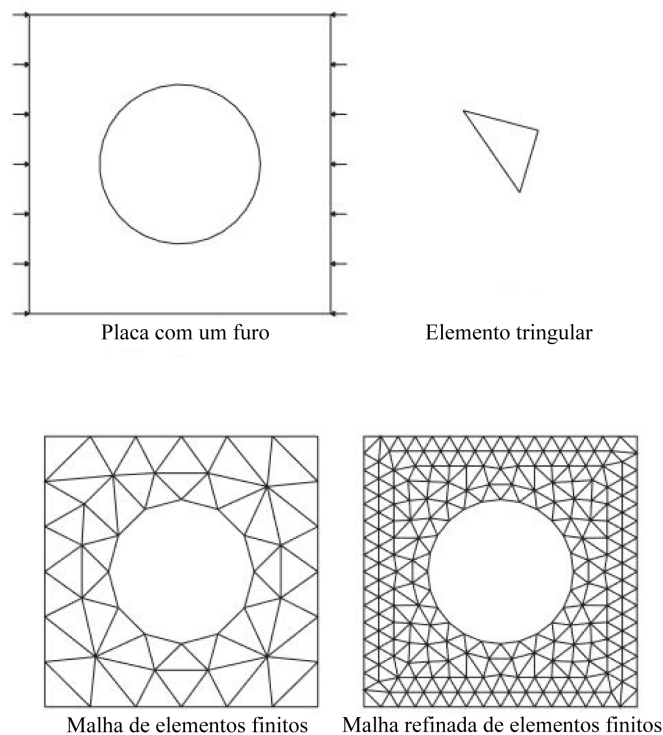 Placa com um furo
Elemento tringular
Malha de elementos finitos
Malha refinada de elementos finitos